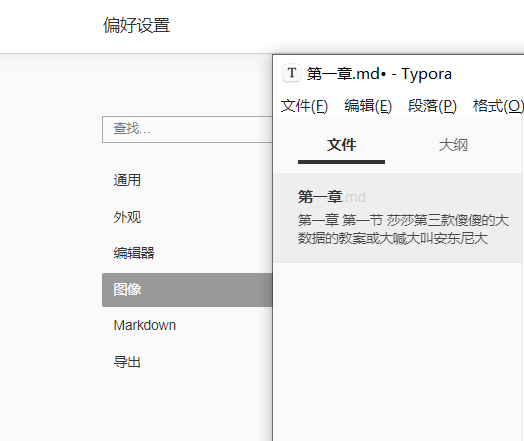 偏好设置
第一章.md• - Typora
文件(F) 编辑(E) 段落(P) 格式(O)
查找...
文件 大纲
通用
第一章.md
外观
第一章 第一节 莎莎第三款傻傻的大
数据的教案或大喊大叫安东尼大
编辑器
图像
Markdown
导出